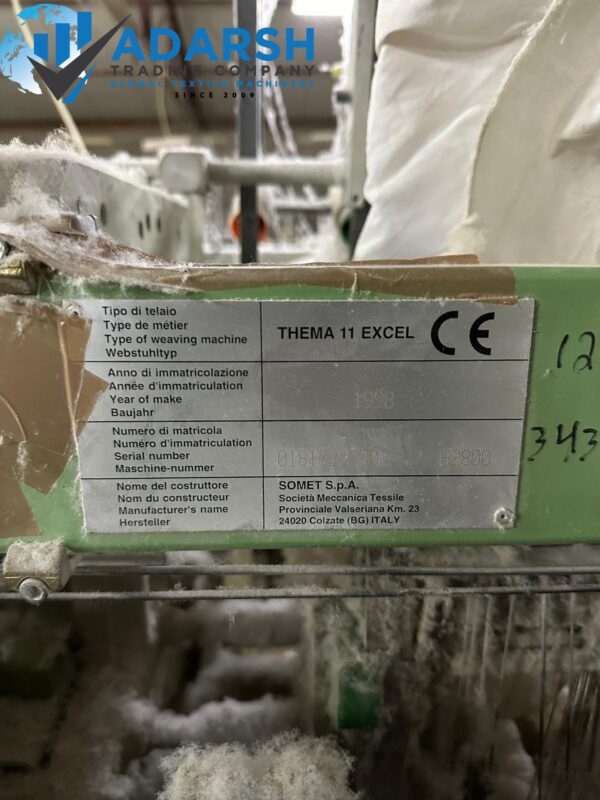 ADARSH
TRADING COMPANY
GLOBAL TEXTILE MACHINERY
SINCE 2009
Tipo di telaio
Type de métier
Type of weaving machine
Webstuhltyp
THEMA 11 EXCEL CE
Anno di immatricolazione
Année d'immatriculation
Year of make
Baujahr
1998
Numero di matricola
Numéro d'immatriculation
Serial number
Maschine-nummer
Nome del costruttore
Nom du constructeur
Manufacturer's name
Hersteller
SOMET S.p.A.
Società Meccanica Tessile
Provinciale Valseriana Km. 23
24020 Colzate (BG) ITALY
12
343